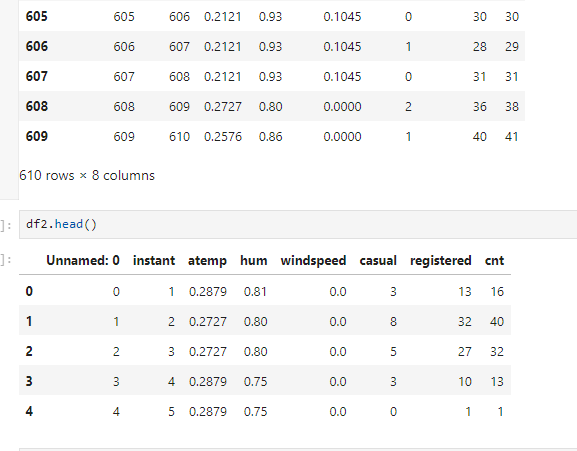 605 605 606 0.2121 0.93 0.1045 0 30 30
606 606 607 0.2121 0.93 0.1045 1 28 29
607 607 608 0.2121 0.93 0.1045 0 31 31
608 608 609 0.2727 0.80 0.0000 2 36 38
609 609 610 0.2576 0.86 0.0000 1 40 41
610 rows × 8 columns
]: df2.head()
]: Unnamed: 0 instant atemp hum windspeed casual registered cnt
0 0 1 0.2879 0.81 0.0 3 13 16
1 1 2 0.2727 0.80 0.0 8 32 40
2 2 3 0.2727 0.80 0.0 5 27 32
3 3 4 0.2879 0.75 0.0 3 10 13
4 4 5 0.2879 0.75 0.0 0 1 1